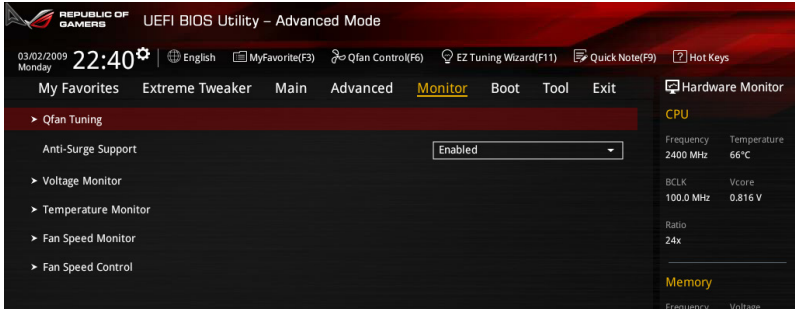 REPUBLIC OF
GAMERS
UEFI BIOS Utility – Advanced Mode
03/02/2009
Monday
22:40
English
MyFavorite(F3)
Qfan Control(F6)
EZ Tuning Wizard(F11)
Quick Note(F9)
? Hot Keys
My Favorites
Extreme Tweaker
Main
Advanced
Monitor
Boot
Tool
Exit
Hardware Monitor
> Qfan Tuning
Anti-Surge Support
Enabled
> Voltage Monitor
> Temperature Monitor
> Fan Speed Monitor
> Fan Speed Control
CPU
Frequency Temperature
2400 MHz 66°C
BCLK Vcore
100.0 MHz 0.816 V
Ratio
24x
Memory
Frequency Voltage